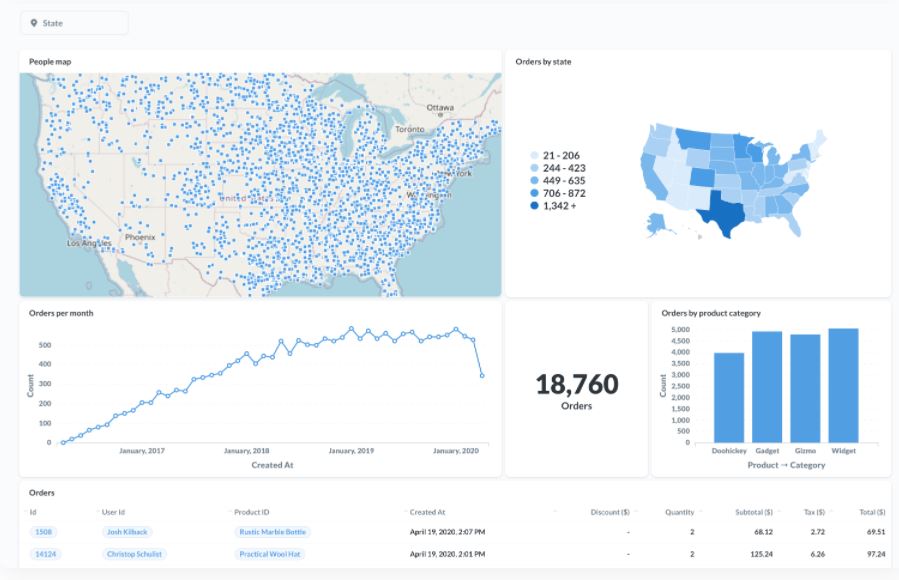 State
People map
Ottawa
Toronto
United States
Los Angeles
Phoenix
Orders by state
21 - 206
244 - 423
449 - 635
706 - 872
1,342 +
Orders per month
500
400
300
200
100
0
Count
January, 2017 January, 2018 January, 2019 January, 2020
Created At
18,760
Orders
Orders by product category
5,000
4,500
4,000
3,500
3,000
2,500
2,000
1,500
1,000
500
0
Count
Doohickey Gadget Gizmo Widget
Product → Category
Orders
Id User Id Product ID Created At Discount ($) Quantity Subtotal ($) Tax ($) Total ($)
1508 Josh Kilback Rustic Marble Bottle April 19, 2020, 2:07 PM - 2 68.12 2.72 69.51
14124 Christop Schulist Practical Wool Hat April 19, 2020, 2:01 PM - 2 125.24 6.26 97.24